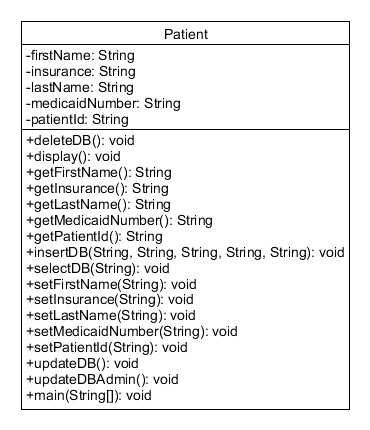 Patient
-firstName: String
-insurance: String
-lastName: String
-medicaidNumber: String
-patientId: String
+deleteDB(): void
+display(): void
+getFirstName(): String
+getInsurance(): String
+getLastName(): String
+getMedicaidNumber(): String
+getPatientId(): String
+insertDB(String, String, String, String, String): void
+selectDB(String): void
+setFirstName(String): void
+setInsurance(String): void
+setLastName(String): void
+setMedicaidNumber(String): void
+setPatientId(String): void
+updateDB(): void
+updateDBAdmin(): void
+main(String[]): void